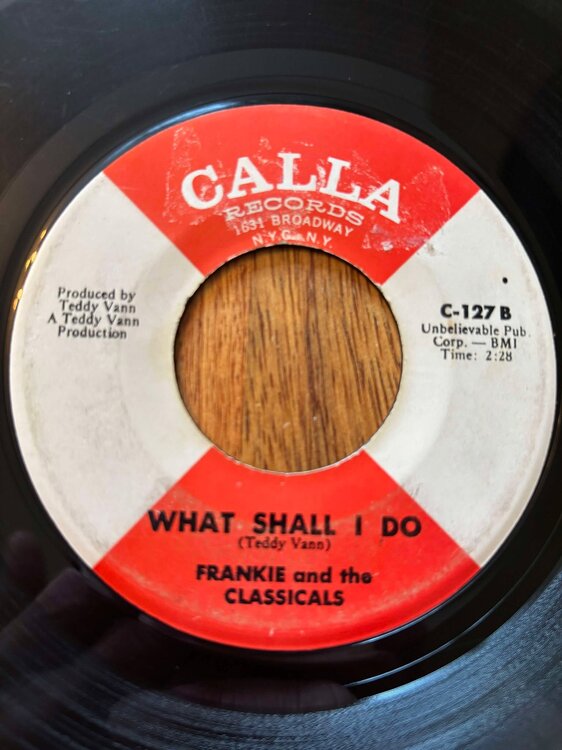 CALLA
RECORDS
1631 BROADWAY
N.Y.C. N.Y.
Produced by
Teddy Vann
A Teddy Vann
Production
C-127 B
Unbelievable Pub.
Corp. — BMI
Time: 2:28
WHAT SHALL I DO
(Teddy Vann)
FRANKIE and the
CLASSICALS